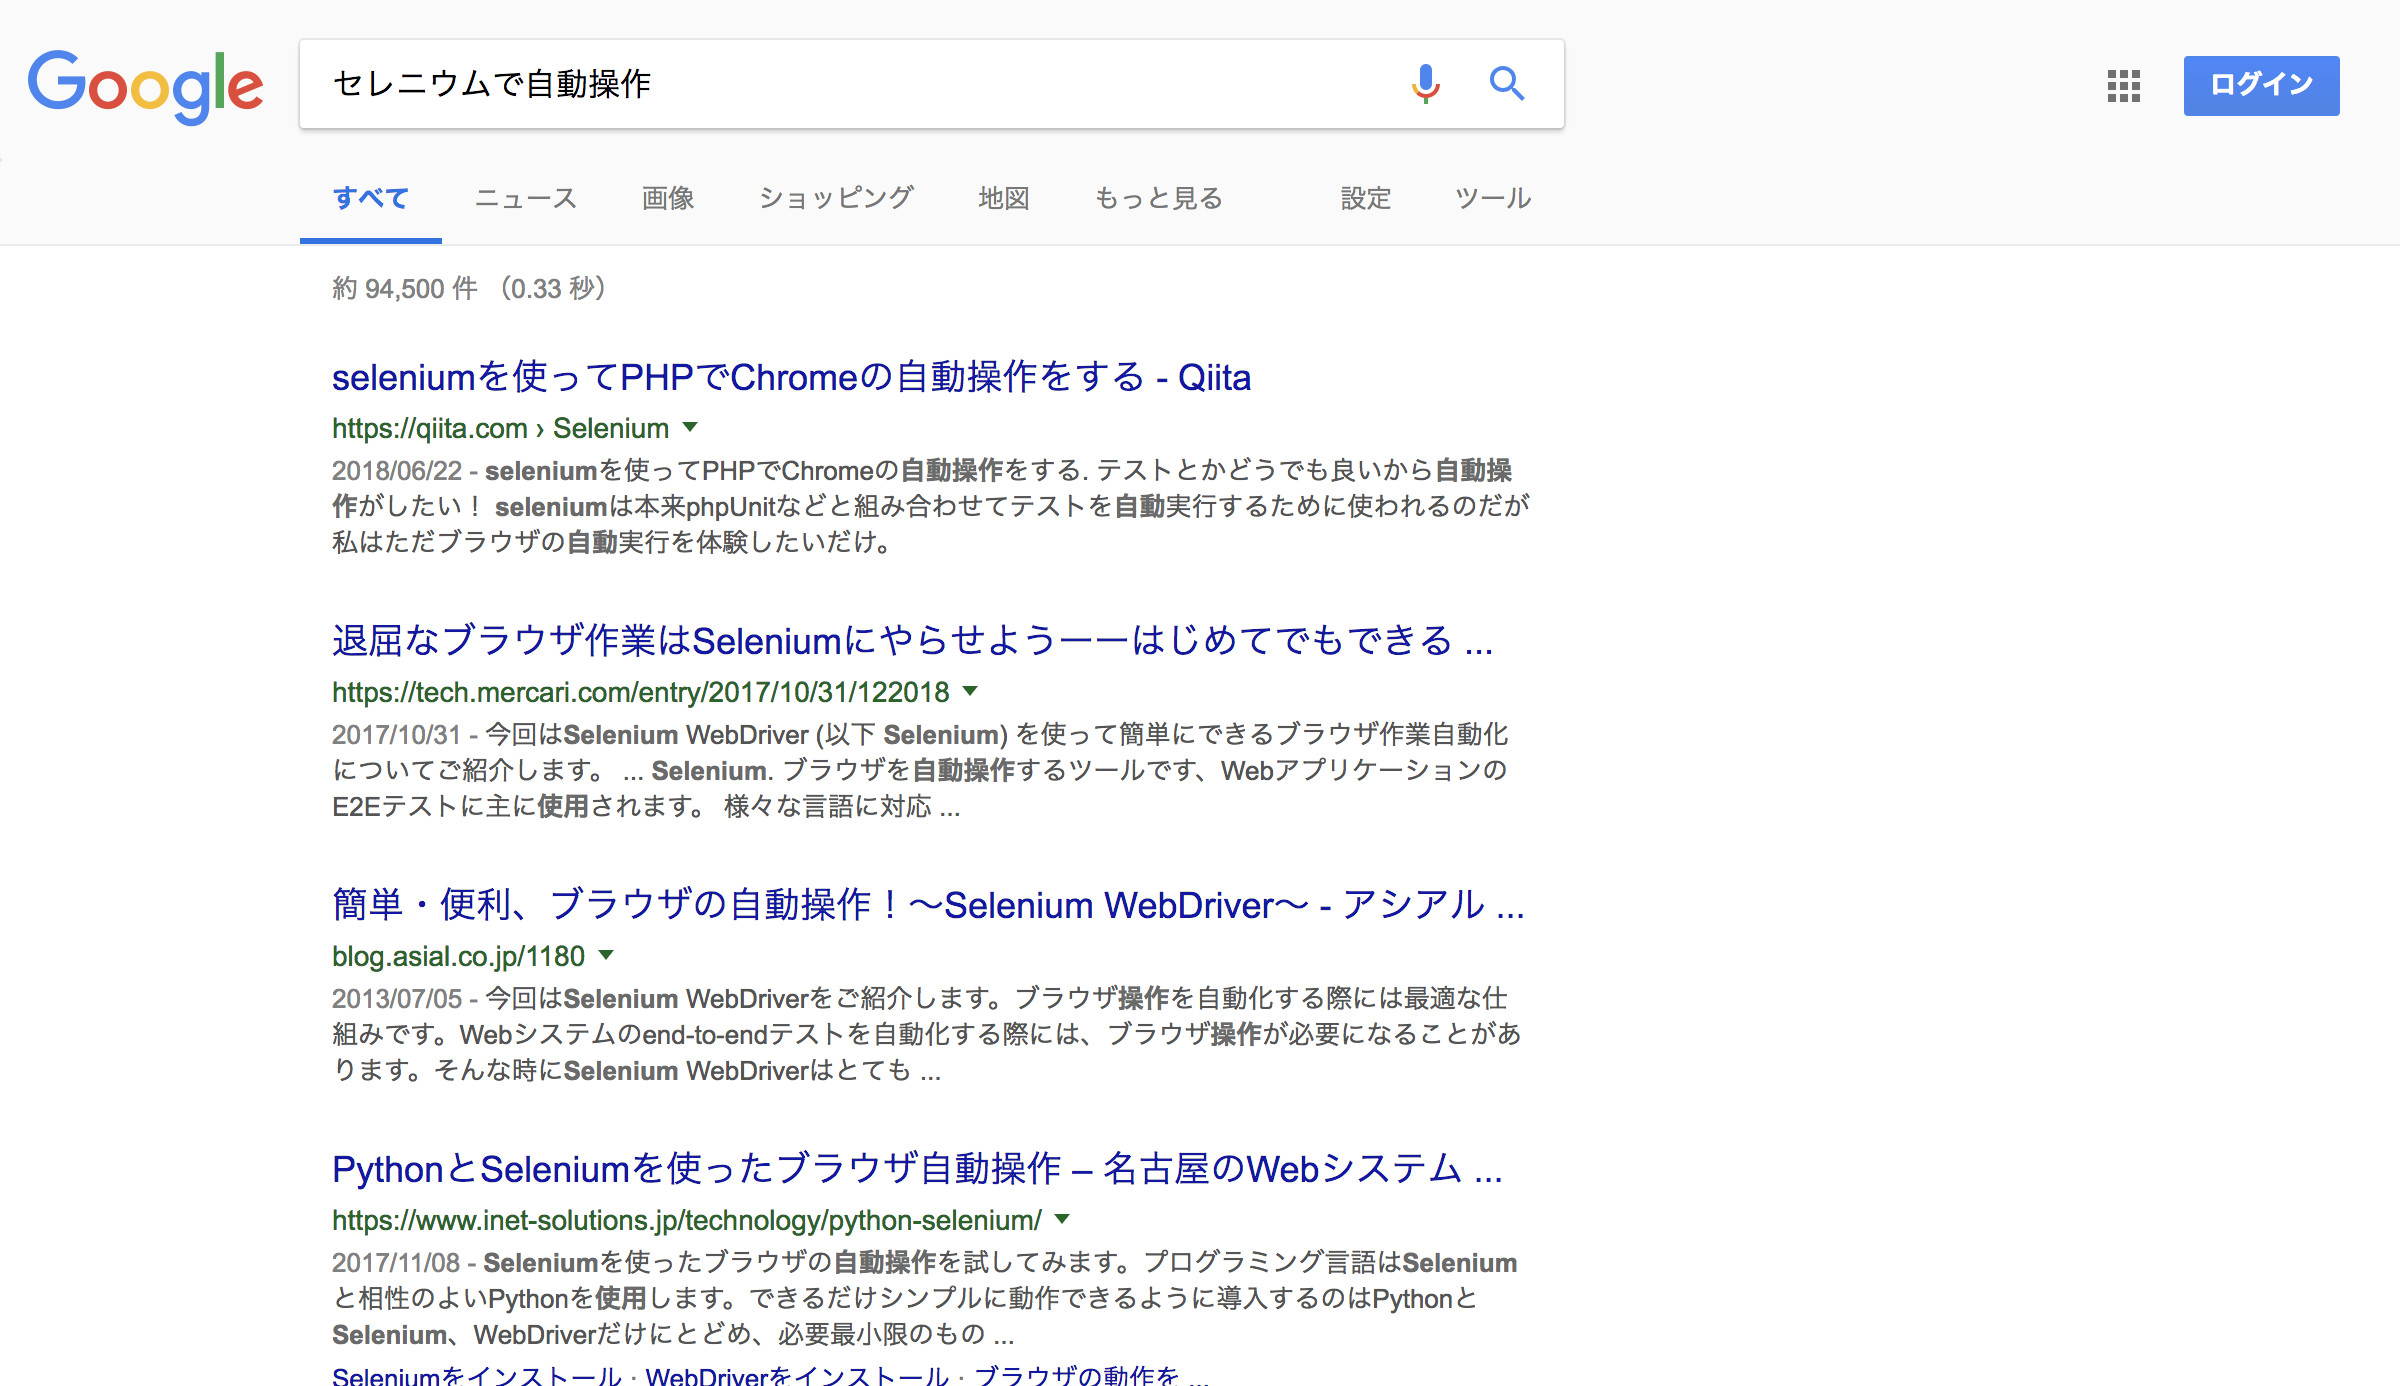 Google
セレニウムで自動操作
ログイン
すべて ニュース 画像 ショッピング 地図 もっと見る 設定 ツール
約 94,500 件 （0.33 秒）
seleniumを使ってPHPでChromeの自動操作をする - Qiita
https://qiita.com › Selenium
2018/06/22 - seleniumを使ってPHPでChromeの自動操作をする. テストとかどうでも良いから自動操
作がしたい！ seleniumは本来phpUnitなどと組み合わせてテストを自動実行するために使われるのだが
私はただブラウザの自動実行を体験したいだけ。
退屈なブラウザ作業はSeleniumにやらせようーーはじめてでもできる ...
https://tech.mercari.com/entry/2017/10/31/122018
2017/10/31 - 今回はSelenium WebDriver (以下 Selenium) を使って簡単にできるブラウザ作業自動化
についてご紹介します。 ... Selenium. ブラウザを自動操作するツールです、Webアプリケーションの
E2Eテストに主に使用されます。 様々な言語に対応 ...
簡単・便利、ブラウザの自動操作！〜Selenium WebDriver〜 - アシアル ...
blog.asial.co.jp/1180
2013/07/05 - 今回はSelenium WebDriverをご紹介します。ブラウザ操作を自動化する際には最適な仕
組みです。Webシステムのend-to-endテストを自動化する際には、ブラウザ操作が必要になることがあ
ります。そんな時にSelenium WebDriverはとても ...
PythonとSeleniumを使ったブラウザ自動操作 – 名古屋のWebシステム ...
https://www.inet-solutions.jp/technology/python-selenium/
2017/11/08 - Seleniumを使ったブラウザの自動操作を試してみます。プログラミング言語はSelenium
と相性のよいPythonを使用します。できるだけシンプルに動作できるように導入するのはPythonと
Selenium、WebDriverだけにとどめ、必要最小限のもの ...
Seleniumをインストール · WebDriverをインストール · ブラウザの動作を ...